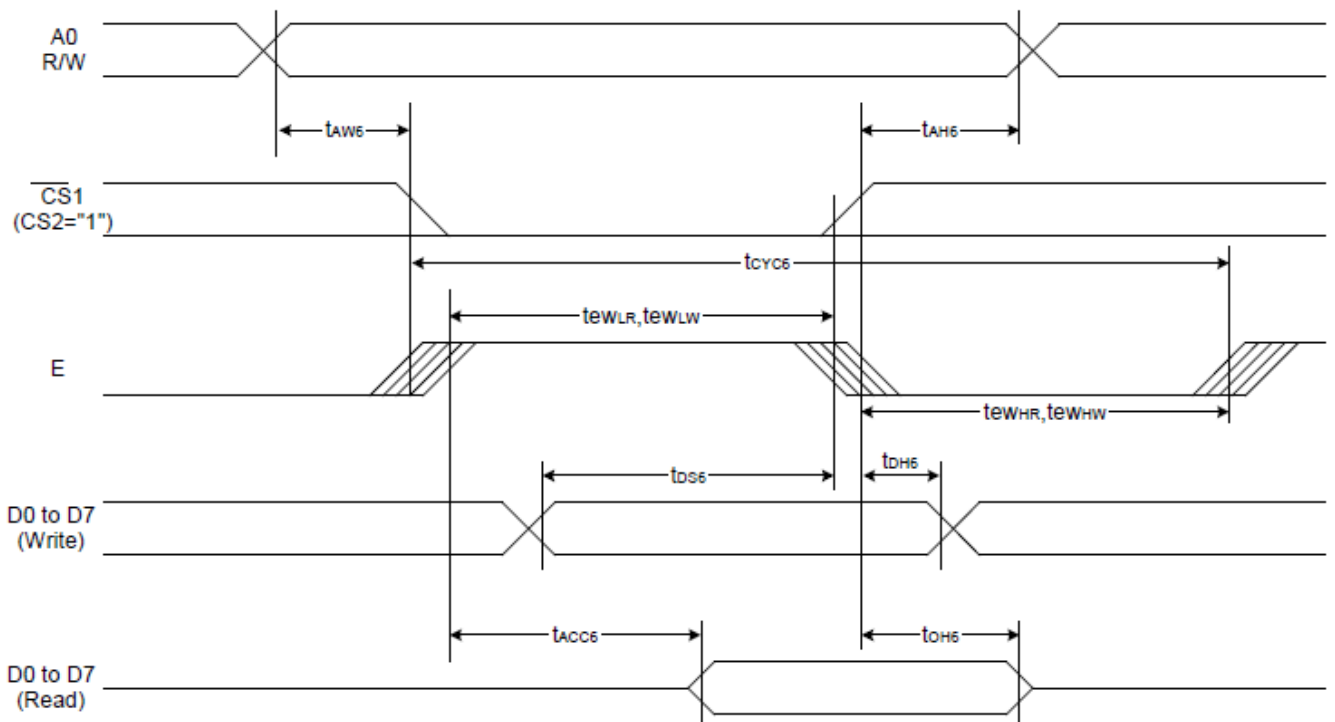 A0
R/W
tAW6
tAH6
CS1
(CS2="1")
tCYC6
tewLR,tewLW
E
tewHR,tewHW
tDS6
tDH6
D0 to D7
(Write)
tACC6
tOH6
D0 to D7
(Read)